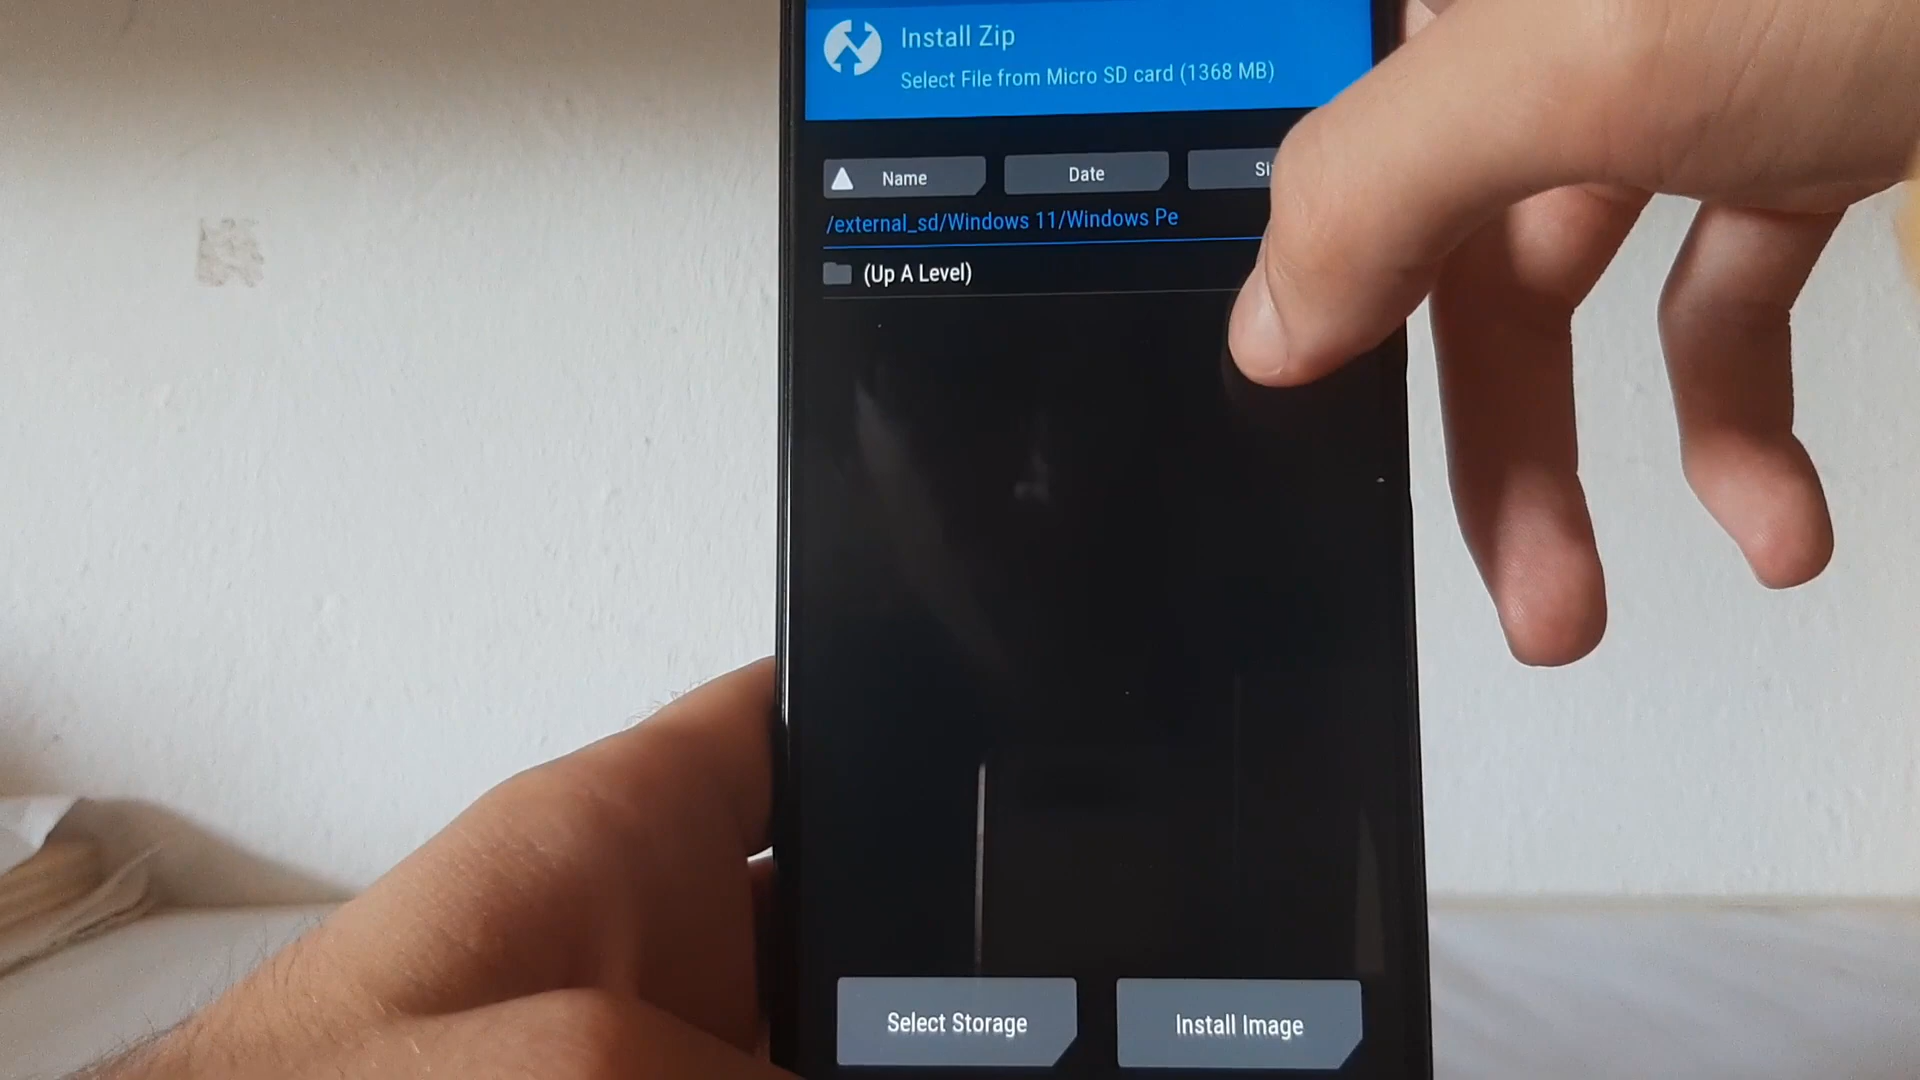 Install Zip
Select File from Micro SD card (1368 MB)
Name
Date
/external_sd/Windows 11/Windows Pe
(Up A Level)
Select Storage
Install Image